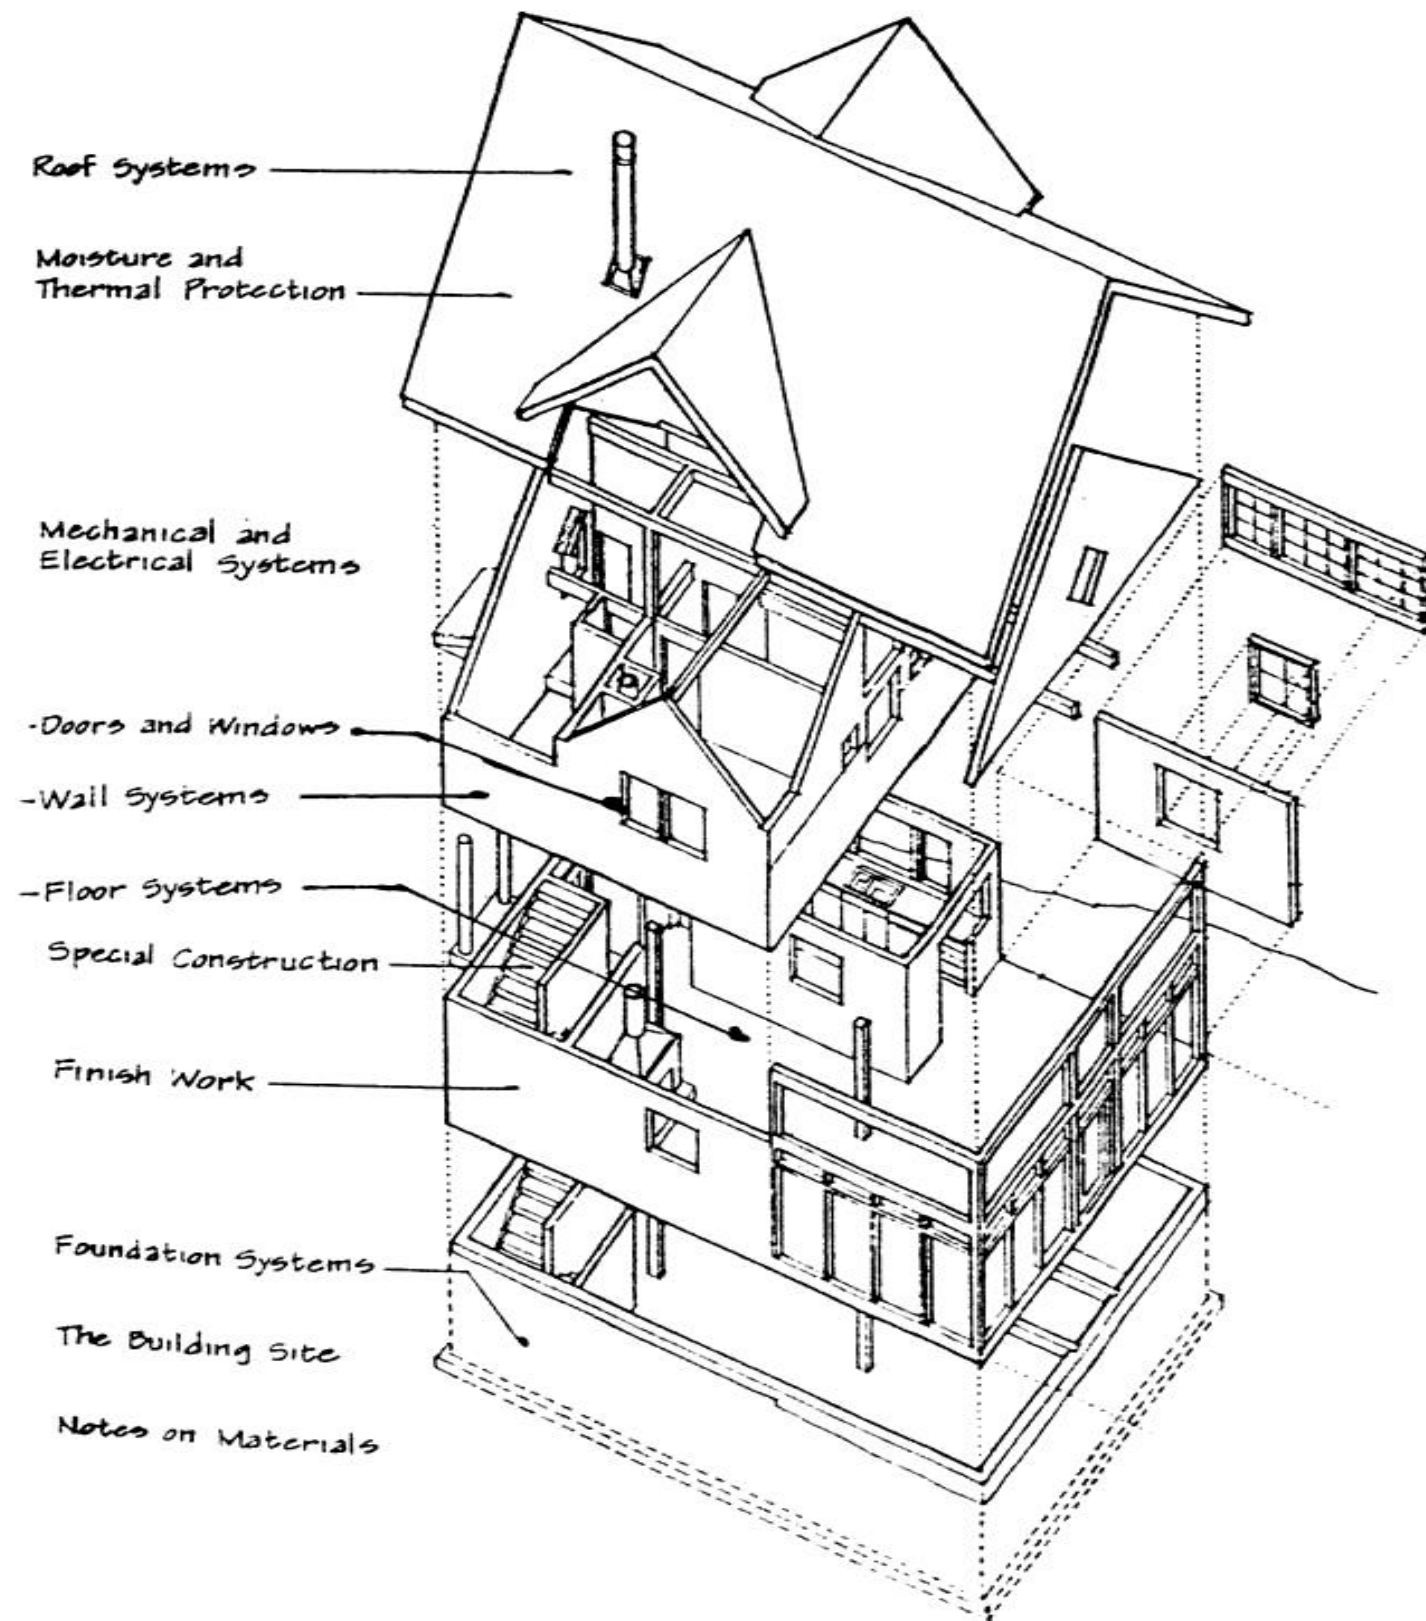 Roof Systems
Moisture and
Thermal Protection
Mechanical and
Electrical Systems
-Doors and Windows
-Wall Systems
-Floor Systems
Special Construction
Finish Work
Foundation Systems
The Building Site
Notes on Materials